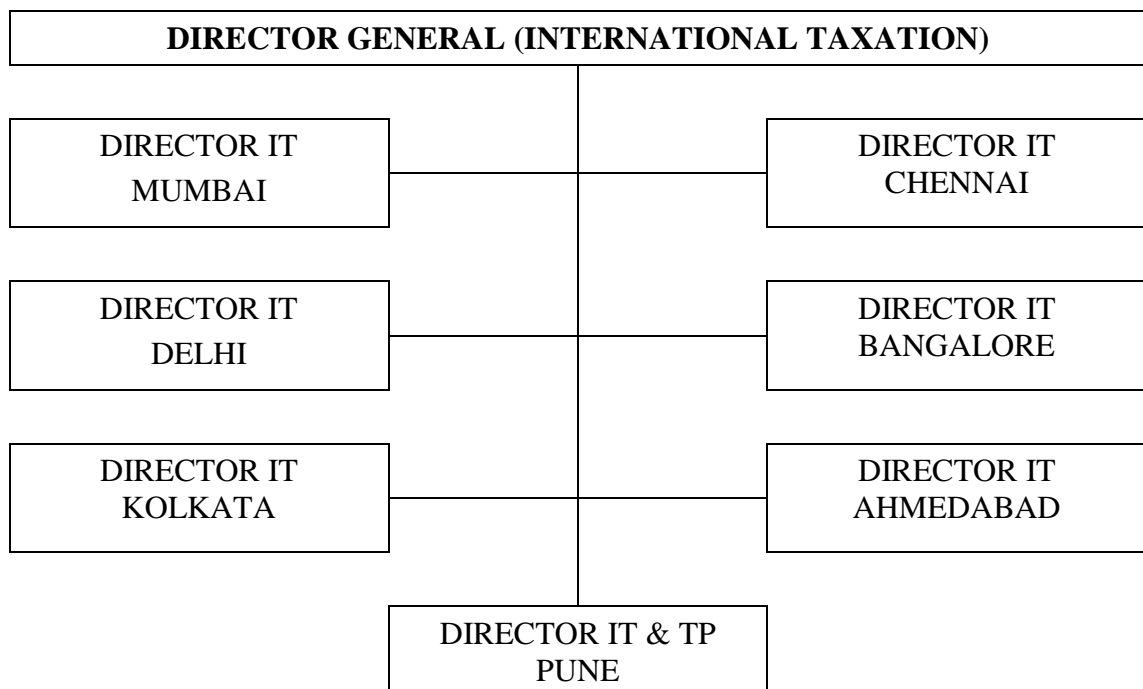 DIRECTOR GENERAL (INTERNATIONAL TAXATION)
DIRECTOR IT
MUMBAI
DIRECTOR IT
CHENNAI
DIRECTOR IT
DELHI
DIRECTOR IT
BANGALORE
DIRECTOR IT
KOLKATA
DIRECTOR IT
AHMEDABAD
DIRECTOR IT & TP
PUNE